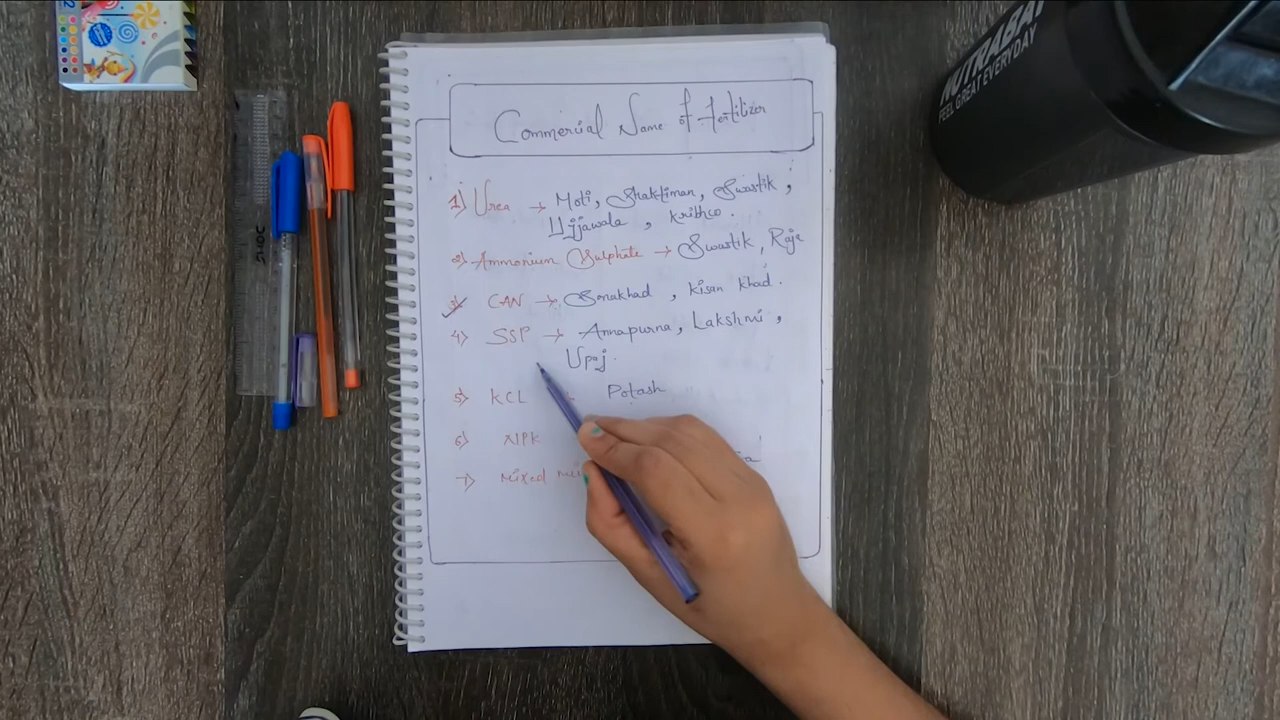 Commercial Name of Fertilizer
1) Urea → Moti, Shaktiman, Swastik,
Ujjawala, Kribhco.
2) Ammonium Sulphate → Swastik, Raja
3) CAN → Sonakhad, Kisan Khad.
4) SSP → Annapurna, Lakshmi,
Upaj.
5) KCL Potash
6) NPK
7) Mixed
NUTRABAY
FEEL GREAT EVERYDAY